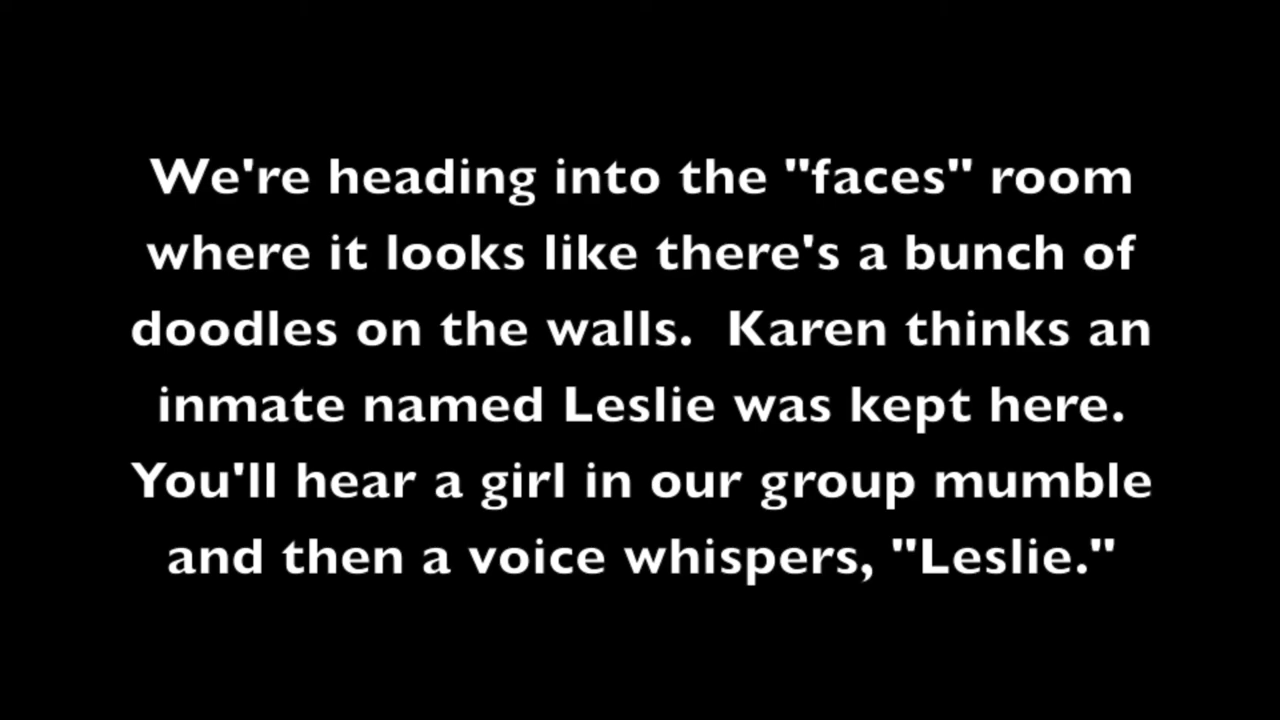 We're heading into the "faces" room
where it looks like there's a bunch of
doodles on the walls.  Karen thinks an
inmate named Leslie was kept here.
You'll hear a girl in our group mumble
and then a voice whispers, "Leslie."